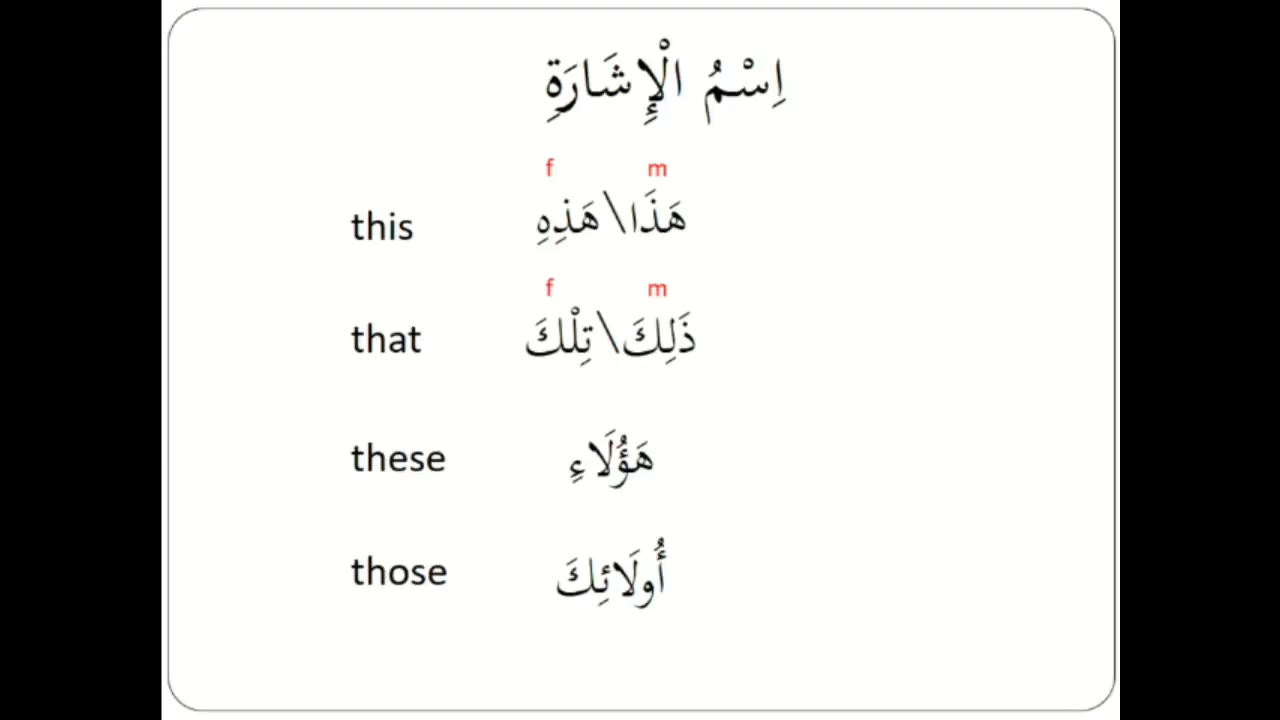 اِسْمُ الْإِشَارَةِ
f m
this هَذَا\هَذِهِ
f m
that ذَلِكَ\تِلْكَ
these هَؤُلَاءِ
those أُولَائِكَ